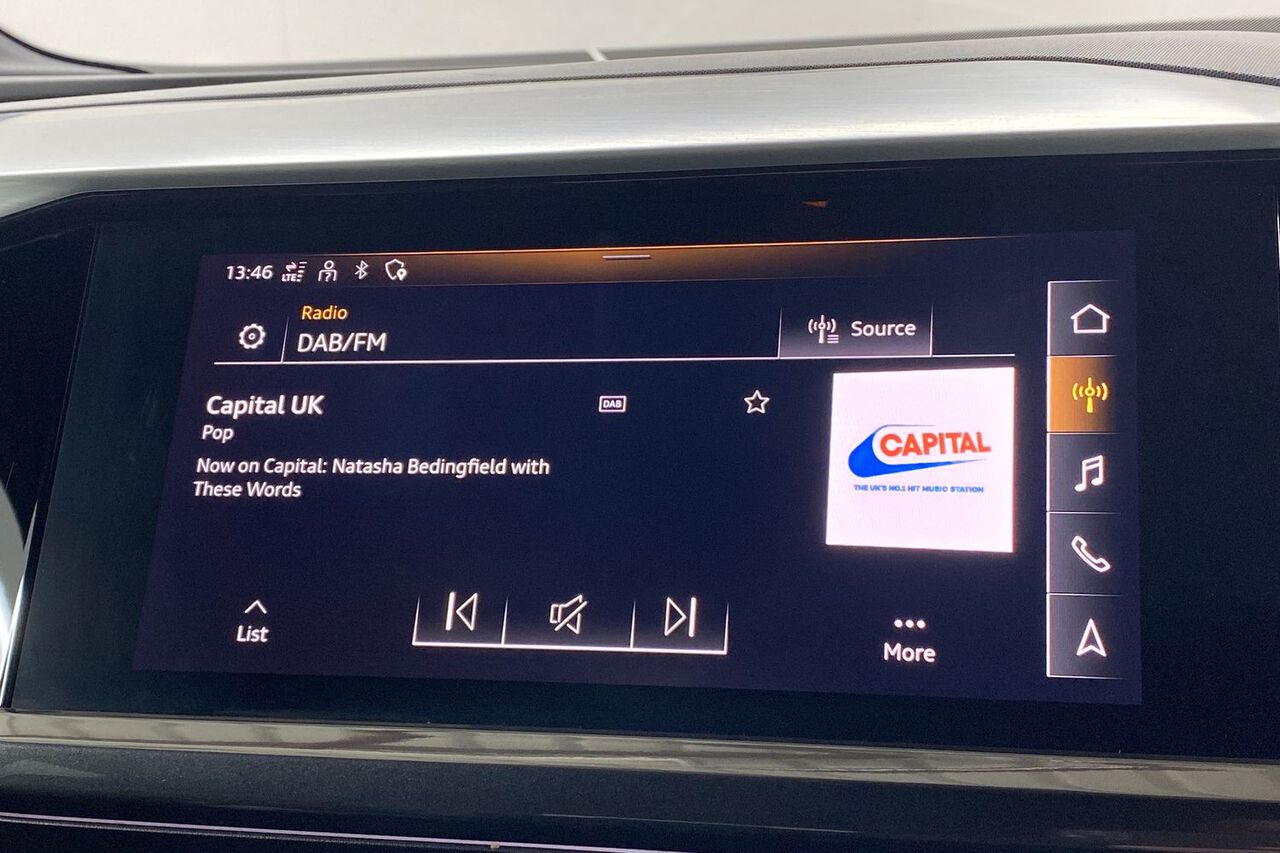 13:46 LTE
Radio
DAB/FM
Source
Capital UK
DAB
Pop
Now on Capital: Natasha Bedingfield with
These Words
CAPITAL
THE UK'S NO.1 HIT MUSIC STATION
List
More